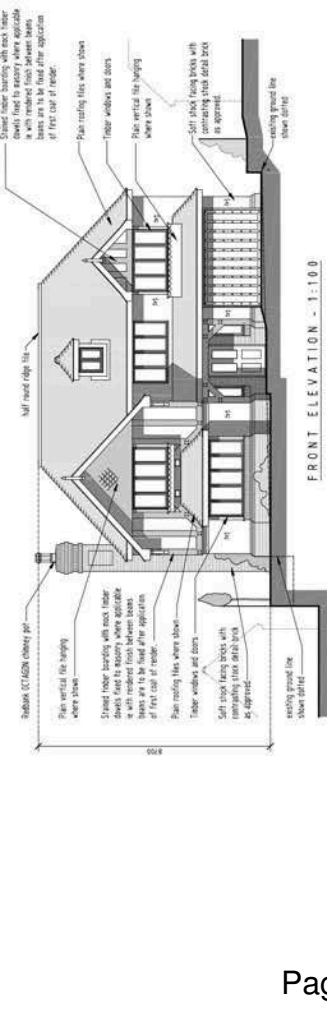 Redbank OCTAGON chimney pot
Plain vertical tile hanging
where shown
Stained timber boarding with mock timber
dowels fixed to masonry where applicable
ie with rendered finish between beams
beams are to be fixed after application
of first coat of render.
Plain roofing tiles where shown
Timber windows and doors
Soft stock facing bricks with
contrasting stock detail brick
as approved.
existing ground line
shown dotted
8700
half round ridge tile
Stained timber boarding with mock timber
dowels fixed to masonry where applicable
ie with rendered finish between beams
beams are to be fixed after application
of first coat of render.
Plain roofing tiles where shown
Timber windows and doors
Plain vertical tile hanging
where shown
Soft stock facing bricks with
contrasting stock detail brick
as approved.
existing ground line
shown dotted
FRONT ELEVATION - 1:100
Pag